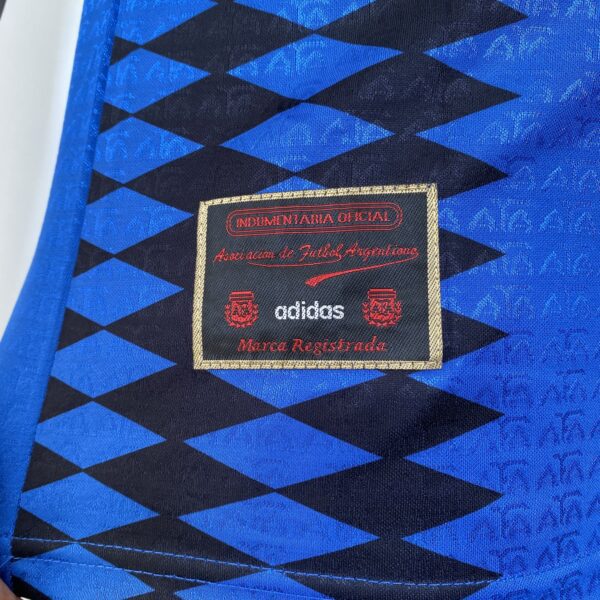 INDUMENTARIA OFICIAL
Asociacion de Futbol Argentino
adidas
Marca Registrada